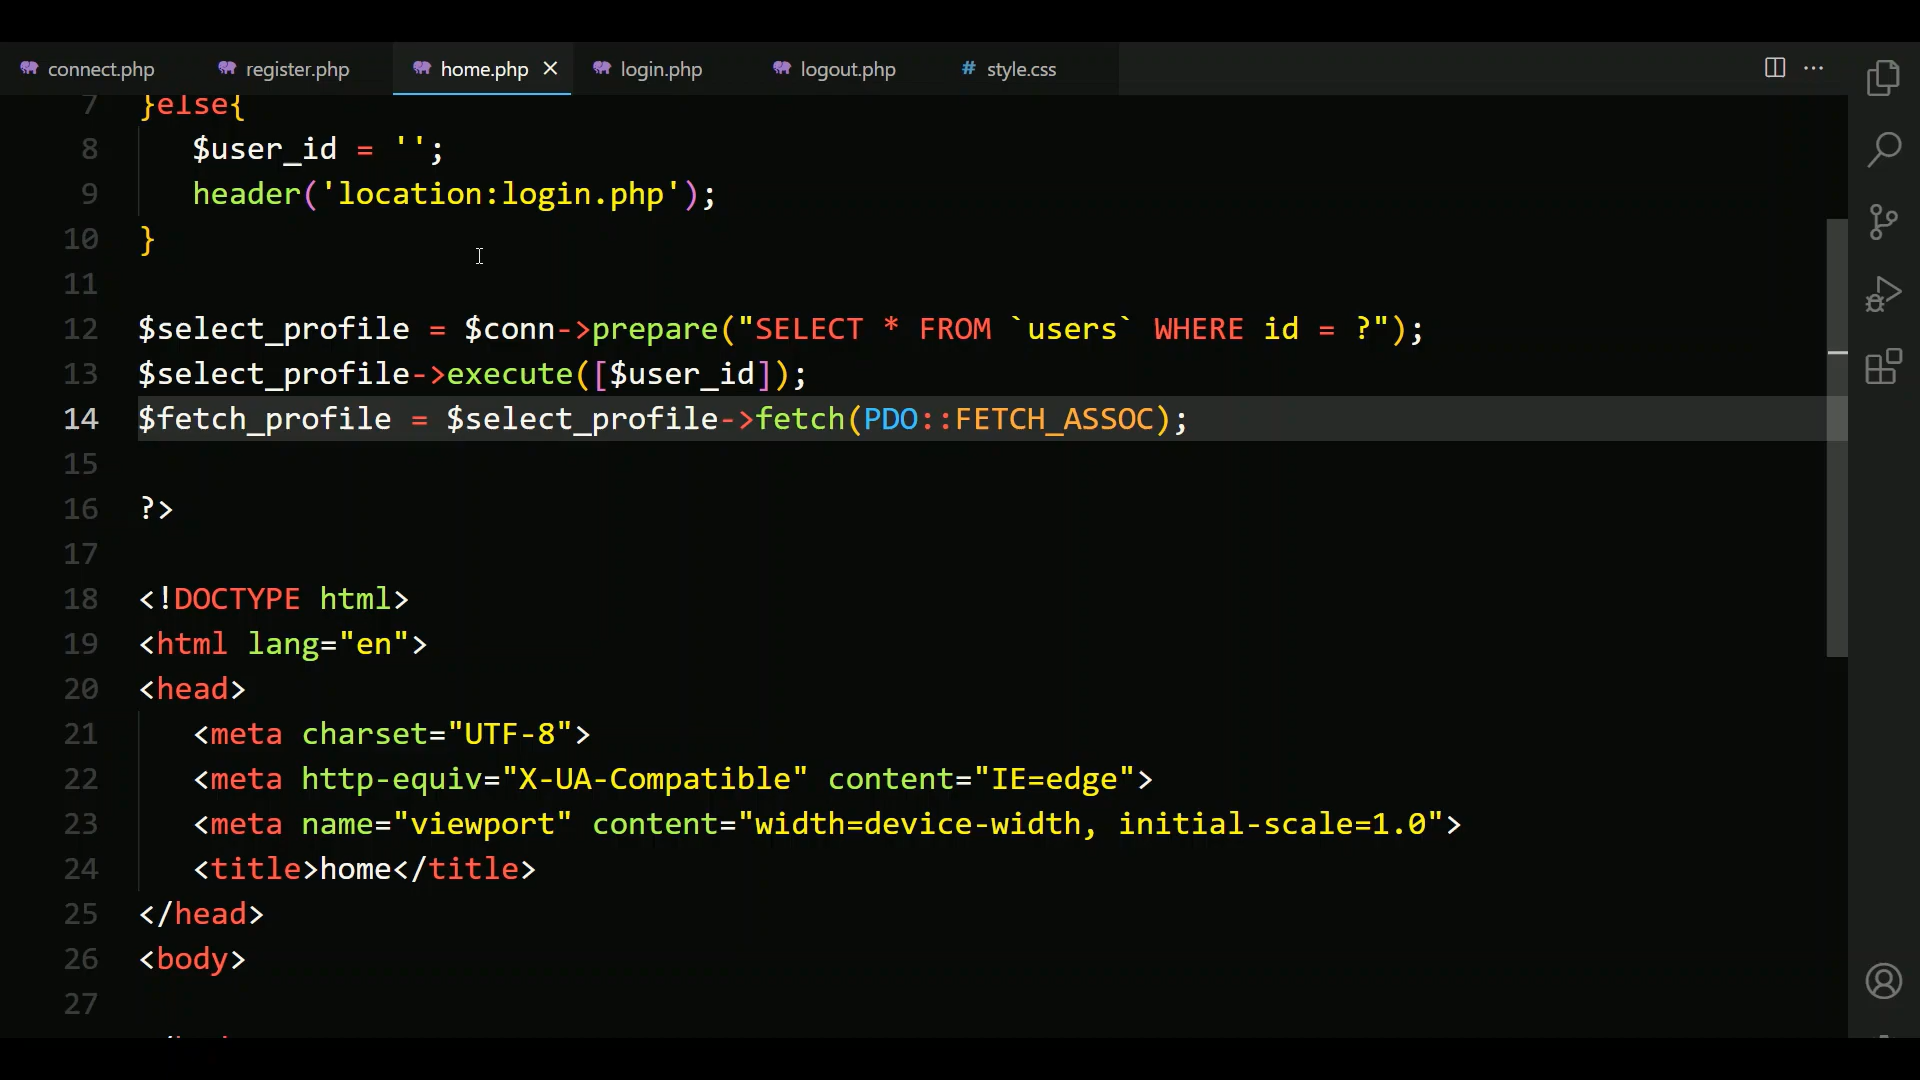 connect.php register.php home.php login.php logout.php # style.css
7 }else{
8 $user_id = '';
9 header('location:login.php');
10 }
11
12 $select_profile = $conn->prepare("SELECT * FROM `users` WHERE id = ?");
13 $select_profile->execute([$user_id]);
14 $fetch_profile = $select_profile->fetch(PDO::FETCH_ASSOC);
15
16 ?>
17
18 <!DOCTYPE html>
19 <html lang="en">
20 <head>
21 <meta charset="UTF-8">
22 <meta http-equiv="X-UA-Compatible" content="IE=edge">
23 <meta name="viewport" content="width=device-width, initial-scale=1.0">
24 <title>home</title>
25 </head>
26 <body>
27